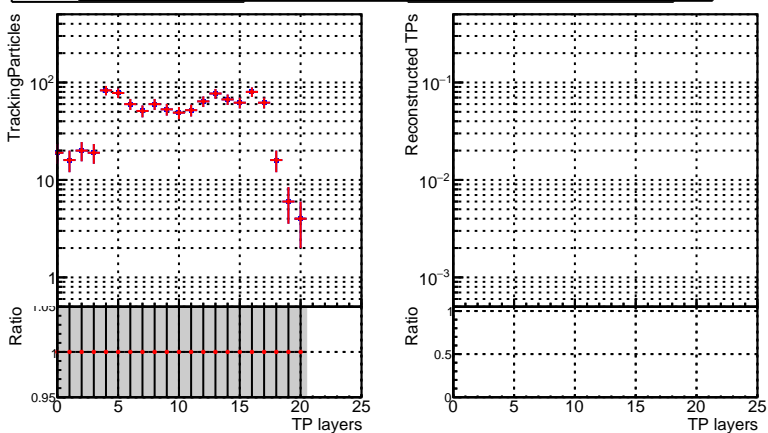 TrackingParticles
10²
10
1
Ratio
1.05
1
0.95
0 5 10 15 20 25
TP layers
Reconstructed TPs
10⁻¹
10⁻²
10⁻³
Ratio
1
0.5
0
0 5 10 15 20 25
TP layers